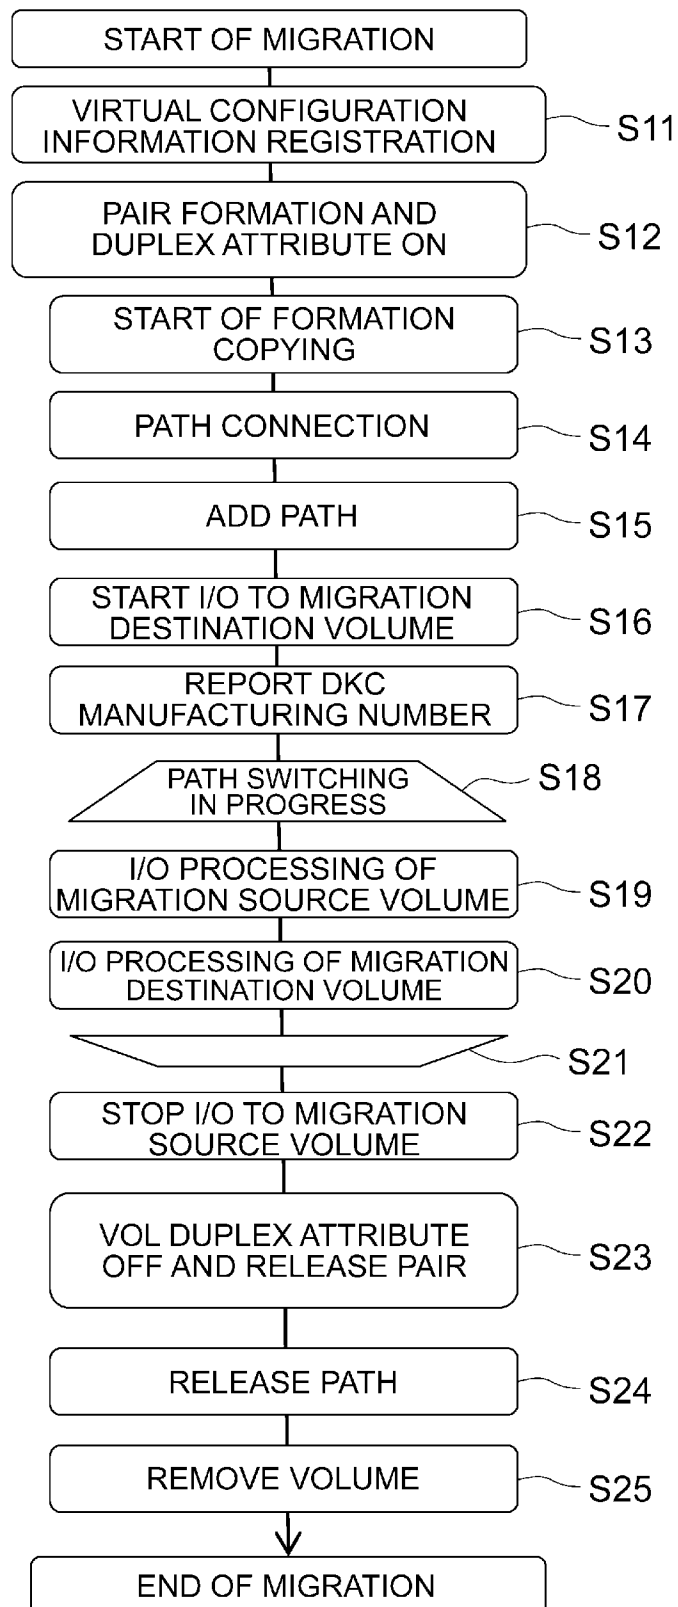 START OF MIGRATION
VIRTUAL CONFIGURATION
INFORMATION REGISTRATION
S11
PAIR FORMATION AND
DUPLEX ATTRIBUTE ON
S12
START OF FORMATION
COPYING
S13
PATH CONNECTION
S14
ADD PATH
S15
START I/O TO MIGRATION
DESTINATION VOLUME
S16
REPORT DKC
MANUFACTURING NUMBER
S17
PATH SWITCHING
IN PROGRESS
S18
I/O PROCESSING OF
MIGRATION SOURCE VOLUME
S19
I/O PROCESSING OF MIGRATION
DESTINATION VOLUME
S20
S21
STOP I/O TO MIGRATION
SOURCE VOLUME
S22
VOL DUPLEX ATTRIBUTE
OFF AND RELEASE PAIR
S23
RELEASE PATH
S24
REMOVE VOLUME
S25
END OF MIGRATION